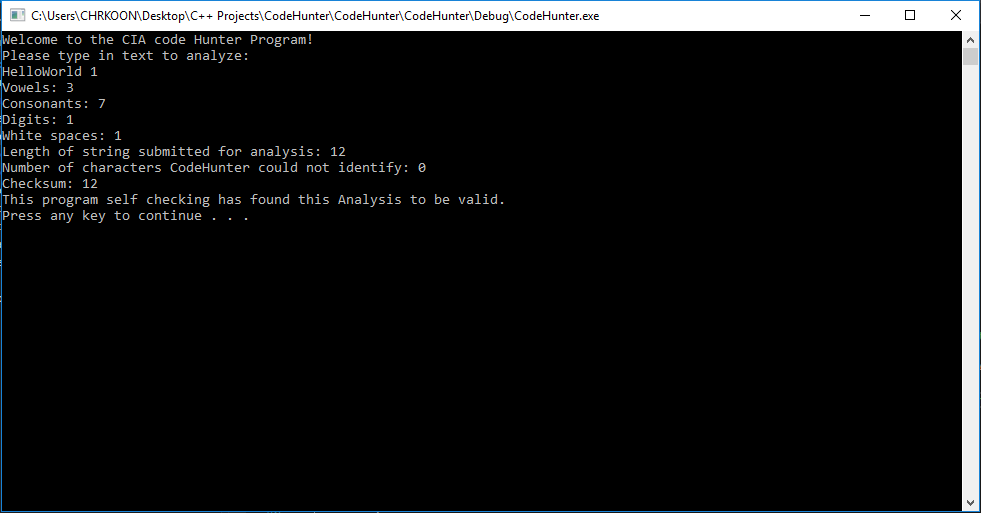 C:\Users\CHRKOON\Desktop\C++ Projects\CodeHunter\CodeHunter\CodeHunter\Debug\CodeHunter.exe
Welcome to the CIA code Hunter Program!
Please type in text to analyze:
HelloWorld 1
Vowels: 3
Consonants: 7
Digits: 1
White spaces: 1
Length of string submitted for analysis: 12
Number of characters CodeHunter could not identify: 0
Checksum: 12
This program self checking has found this Analysis to be valid.
Press any key to continue . . .